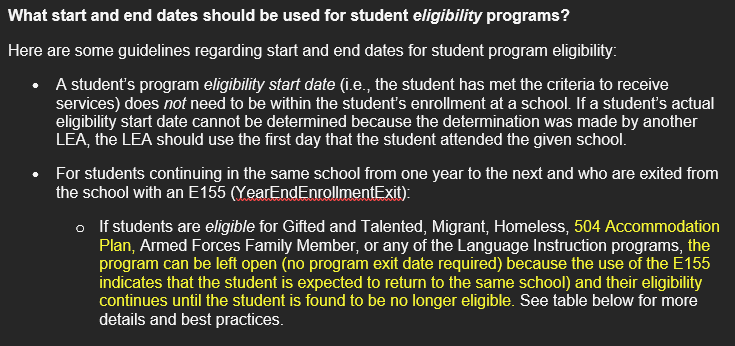 What start and end dates should be used for student eligibility programs?
Here are some guidelines regarding start and end dates for student program eligibility:
• A student's program eligibility start date (i.e., the student has met the criteria to receive
services) does not need to be within the student's enrollment at a school. If a student's actual
eligibility start date cannot be determined because the determination was made by another
LEA, the LEA should use the first day that the student attended the given school.
• For students continuing in the same school from one year to the next and who are exited from
the school with an E155 (YearEndEnrollmentExit):
o If students are eligible for Gifted and Talented, Migrant, Homeless, 504 Accommodation
Plan, Armed Forces Family Member, or any of the Language Instruction programs, the
program can be left open (no program exit date required) because the use of the E155
indicates that the student is expected to return to the same school) and their eligibility
continues until the student is found to be no longer eligible. See table below for more
details and best practices.